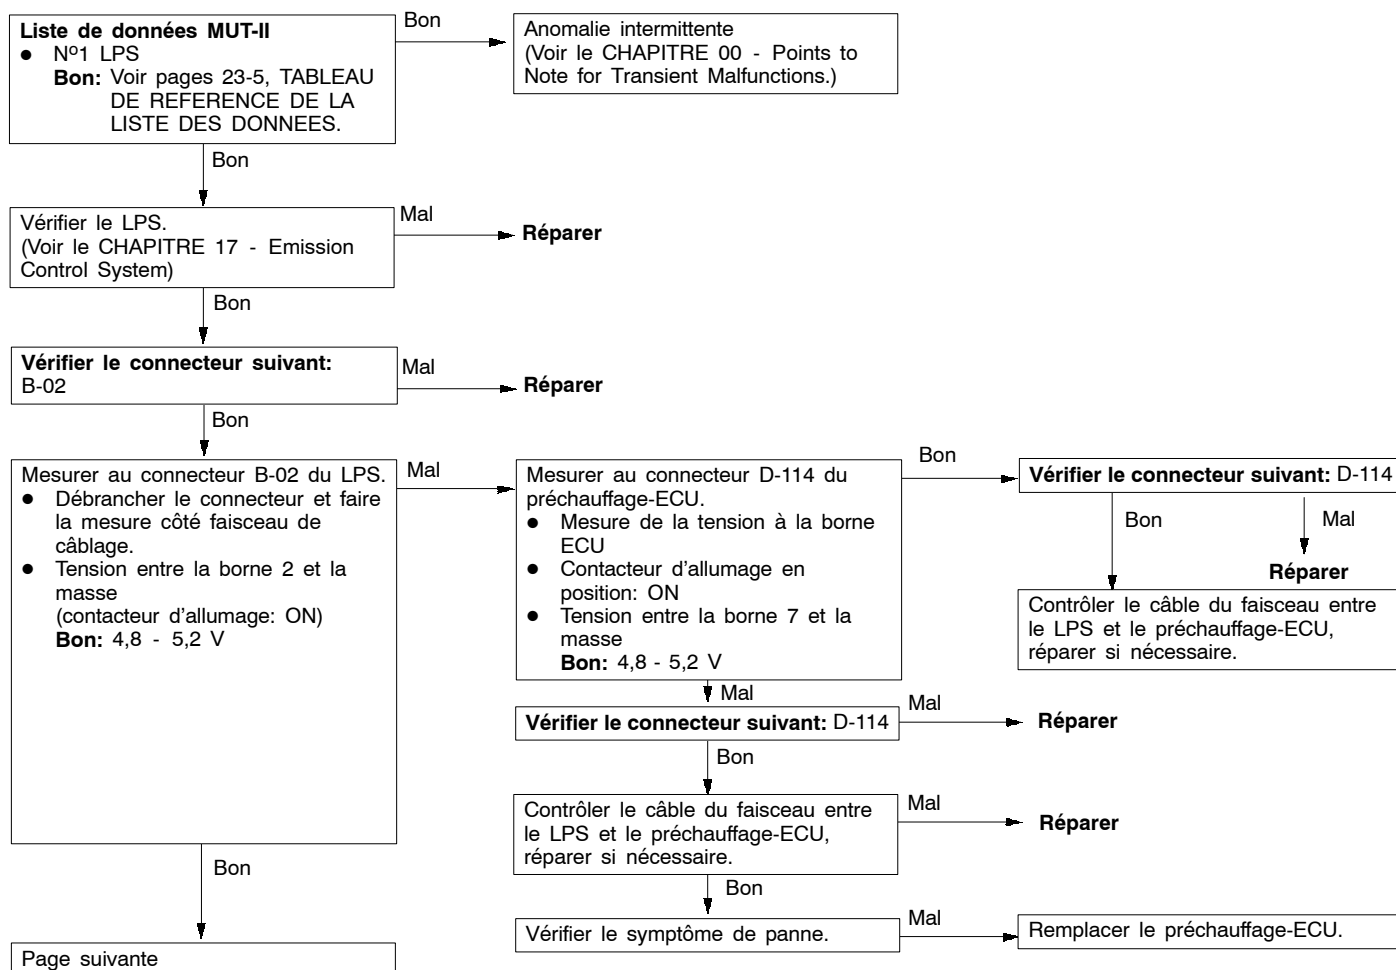 Liste de données MUT-II
● Nº1 LPS
Bon: Voir pages 23-5, TABLEAU
DE REFERENCE DE LA
LISTE DES DONNEES.
Bon
Anomalie intermittente
(Voir le CHAPITRE 00 - Points to
Note for Transient Malfunctions.)
Bon
Vérifier le LPS.
(Voir le CHAPITRE 17 - Emission
Control System)
Mal
Réparer
Bon
Vérifier le connecteur suivant:
B-02
Mal
Réparer
Bon
Mesurer au connecteur B-02 du LPS.
● Débrancher le connecteur et faire
la mesure côté faisceau de
câblage.
● Tension entre la borne 2 et la
masse
(contacteur d'allumage: ON)
Bon: 4,8 - 5,2 V
Mal
Mesurer au connecteur D-114 du
préchauffage-ECU.
● Mesure de la tension à la borne
ECU
● Contacteur d'allumage en
position: ON
● Tension entre la borne 7 et la
masse
Bon: 4,8 - 5,2 V
Bon
Vérifier le connecteur suivant: D-114
Bon
Mal
Réparer
Contrôler le câble du faisceau entre
le LPS et le préchauffage-ECU,
réparer si nécessaire.
Mal
Vérifier le connecteur suivant: D-114
Mal
Réparer
Bon
Contrôler le câble du faisceau entre
le LPS et le préchauffage-ECU,
réparer si nécessaire.
Mal
Réparer
Bon
Vérifier le symptôme de panne.
Mal
Remplacer le préchauffage-ECU.
Bon
Page suivante